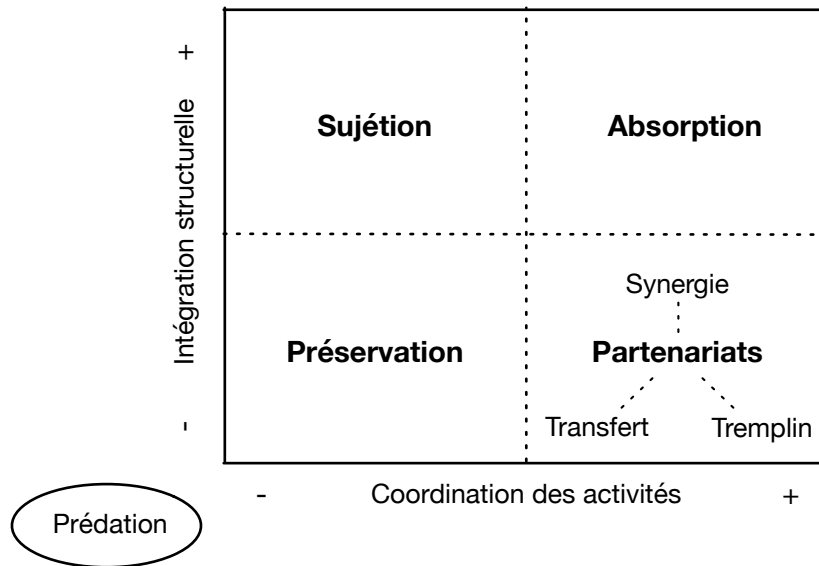 +
Intégration structurelle
-
Sujétion
Absorption
Préservation
Synergie
Partenariats
Transfert
Tremplin
-
Coordination des activités
+
Prédation